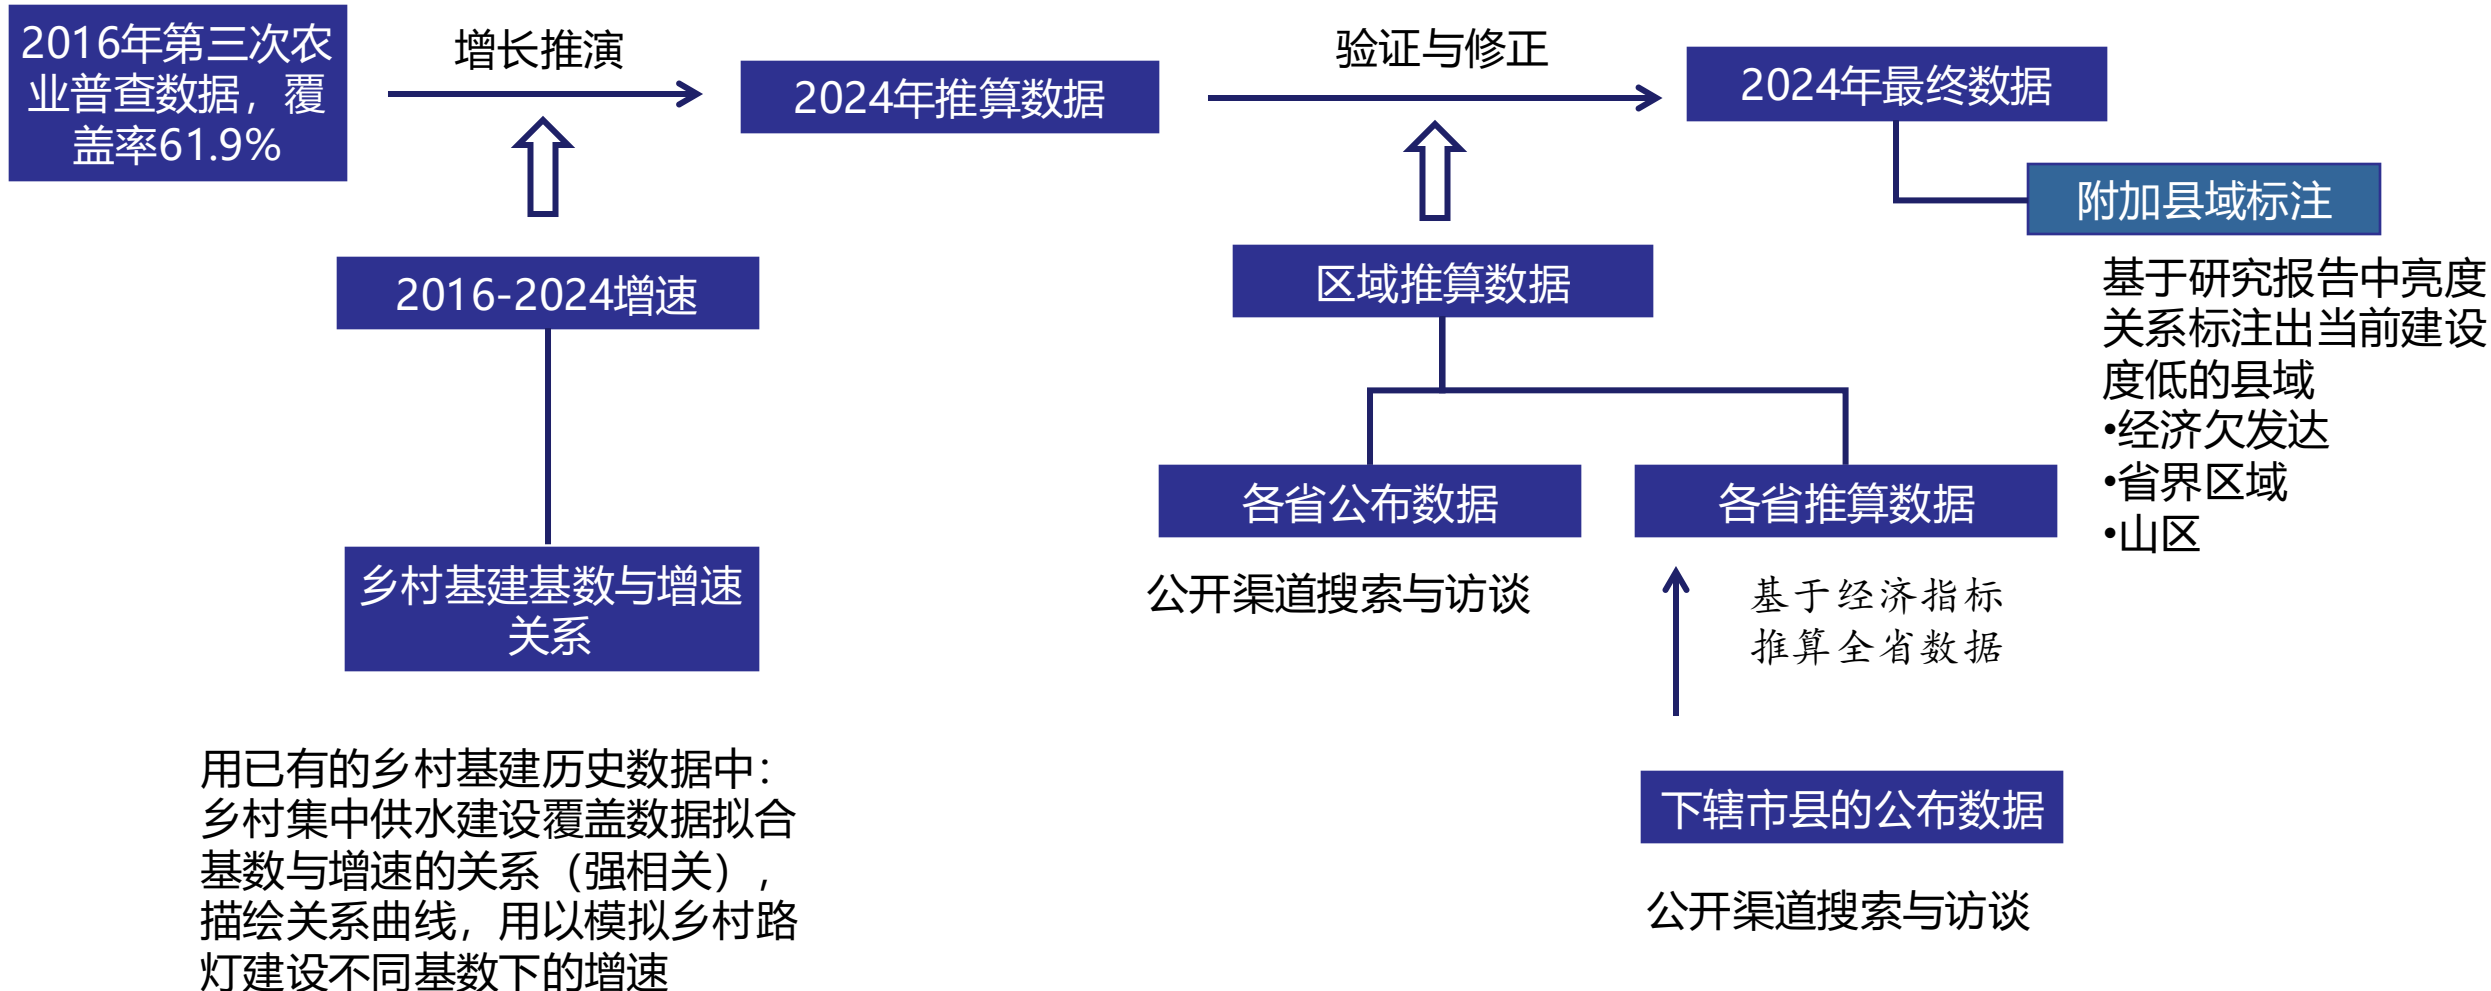 2016年第三次农
业普查数据，覆
盖率61.9%
增长推演
2024年推算数据
验证与修正
2024年最终数据
附加县域标注
基于研究报告中亮度
关系标注出当前建设
度低的县域
•经济欠发达
•省界区域
•山区
2016-2024增速
乡村基建基数与增速
关系
用已有的乡村基建历史数据中：
乡村集中供水建设覆盖数据拟合
基数与增速的关系（强相关），
描绘关系曲线，用以模拟乡村路
灯建设不同基数下的增速
区域推算数据
各省公布数据
公开渠道搜索与访谈
各省推算数据
基于经济指标
推算全省数据
下辖市县的公布数据
公开渠道搜索与访谈